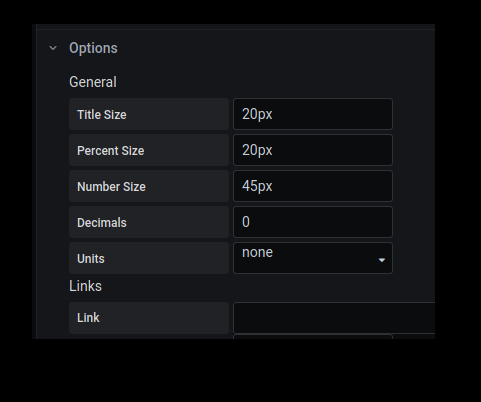 Options
General
Title Size 20px
Percent Size 20px
Number Size 45px
Decimals 0
Units none
Links
Link